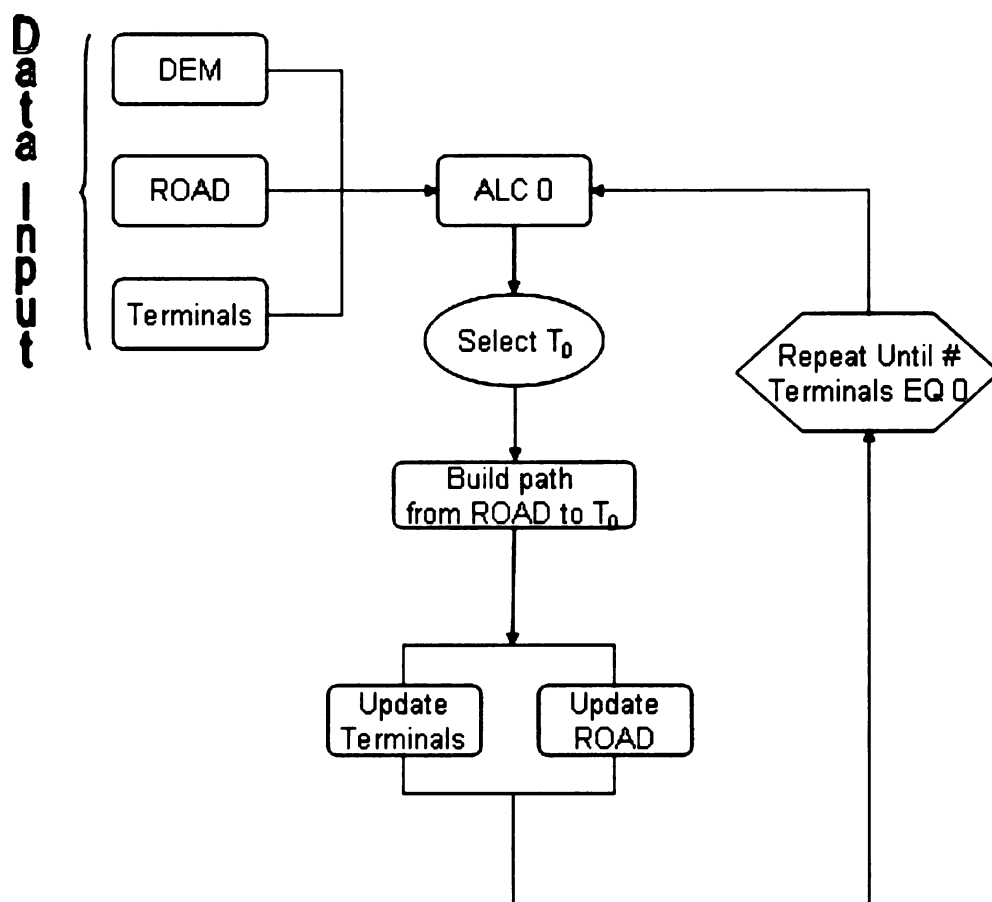 Data Input
DEM
ROAD
Terminals
ALC 0
Select T₀
Build path
from ROAD to T₀
Update
Terminals
Update
ROAD
Repeat Until #
Terminals EQ 0